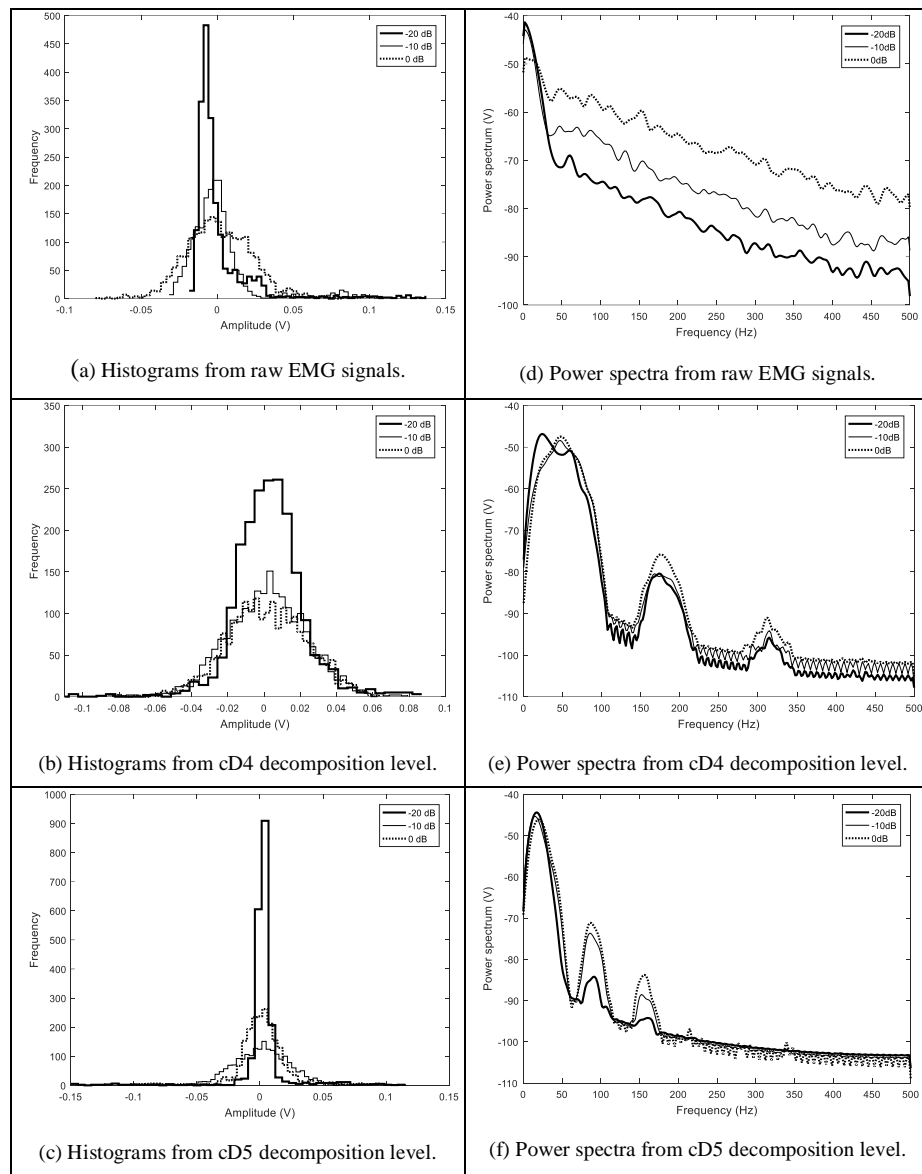 500
450
400
350
300
250
200
150
100
50
0
Frequency
-20 dB
-10 dB
0 dB
-0.1 -0.05 0 0.05 0.1 0.15
Amplitude (V)
(a) Histograms from raw EMG signals.
-40
-50
-60
-70
-80
-90
-100
Power spectrum (V)
-20dB
-10dB
0dB
0 50 100 150 200 250 300 350 400 450 500
Frequency (Hz)
(d) Power spectra from raw EMG signals.
350
300
250
200
150
100
50
0
Frequency
-20 dB
-10 dB
0 dB
-0.1 -0.08 -0.06 -0.04 -0.02 0 0.02 0.04 0.06 0.08
Amplitude (V)
(b) Histograms from cD4 decomposition level.
-40
-50
-60
-70
-80
-90
-100
-110
Power spectrum (V)
-20dB
-10dB
0dB
0 50 100 150 200 250 300 350 400 450 500
Frequency (Hz)
(e) Power spectra from cD4 decomposition level.
1000
900
800
700
600
500
400
300
200
100
0
Frequency
-20 dB
-10 dB
0 dB
-0.15 -0.1 -0.05 0 0.05 0.1 0.15
Amplitude (V)
(c) Histograms from cD5 decomposition level.
-40
-50
-60
-70
-80
-90
-100
-110
Power spectrum (V)
-20dB
-10dB
0dB
0 50 100 150 200 250 300 350 400 450 500
Frequency (Hz)
(f) Power spectra from cD5 decomposition level.